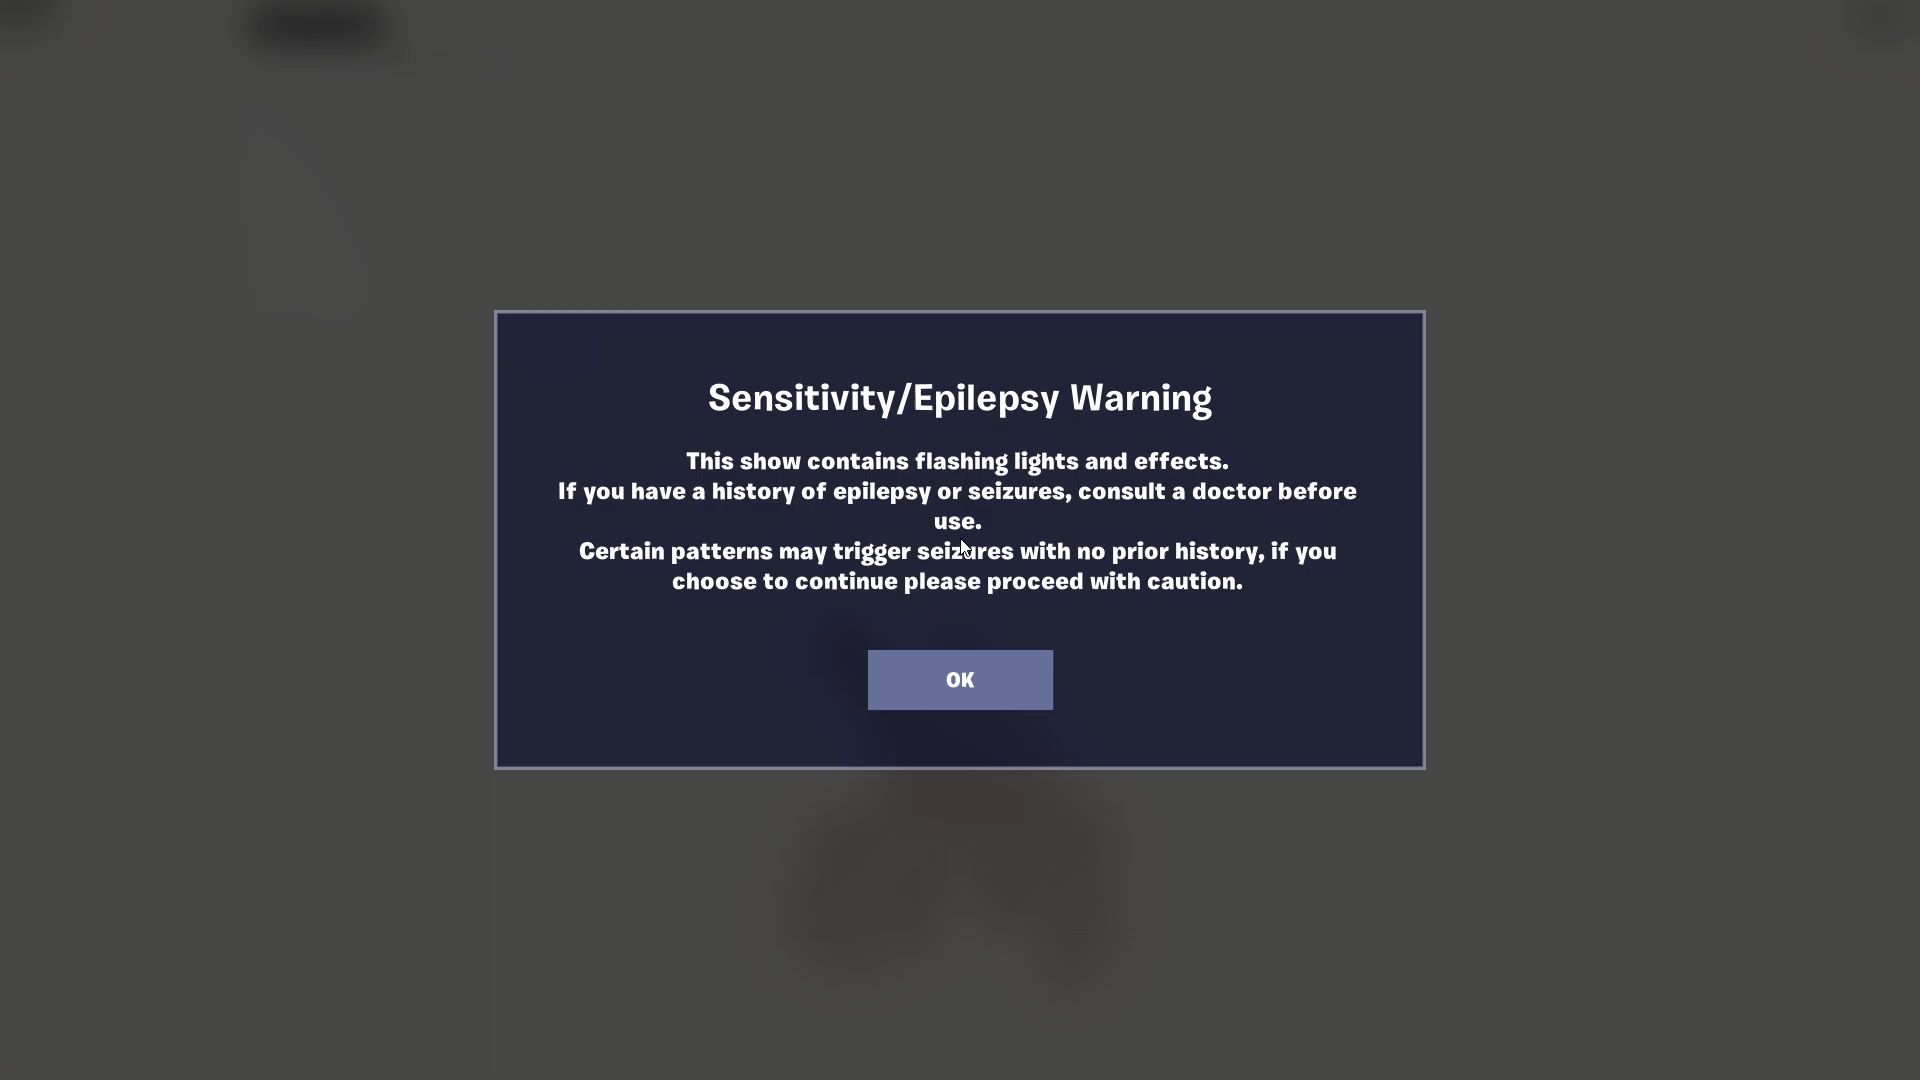 Sensitivity/Epilepsy Warning
This show contains flashing lights and effects.
If you have a history of epilepsy or seizures, consult a doctor before
use.
Certain patterns may trigger seizures with no prior history, if you
choose to continue please proceed with caution.
OK